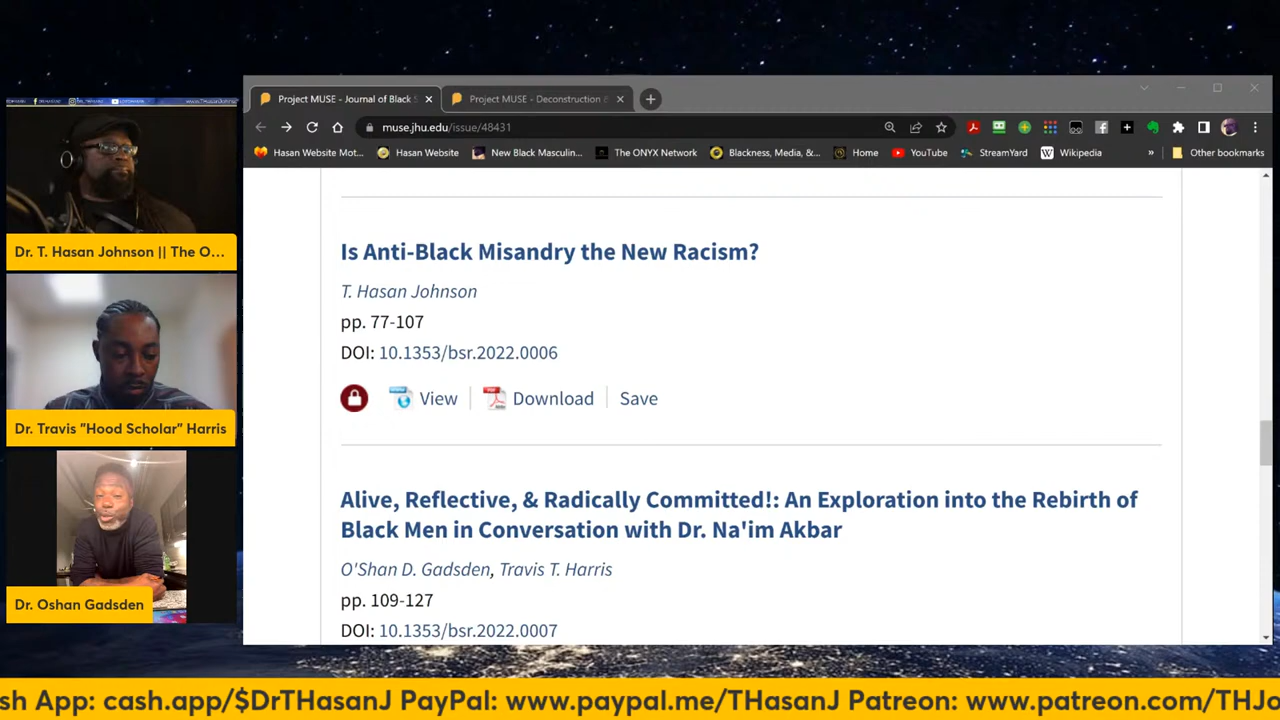 Dr. T. Hasan Johnson || The O...
Dr. Travis "Hood Scholar" Harris
Dr. Oshan Gadsden
Project MUSE - Journal of Black S
Project MUSE - Deconstruction
muse.jhu.edu/issue/48431
Hasan Website Mot...
Hasan Website
New Black Masculin...
The ONYX Network
Blackness, Media, &...
Home
YouTube
StreamYard
Wikipedia
»
Other bookmarks
Is Anti-Black Misandry the New Racism?
T. Hasan Johnson
pp. 77-107
DOI: 10.1353/bsr.2022.0006
View
Download
Save
Alive, Reflective, & Radically Committed!: An Exploration into the Rebirth of
Black Men in Conversation with Dr. Na'im Akbar
O'Shan D. Gadsden, Travis T. Harris
pp. 109-127
DOI: 10.1353/bsr.2022.0007
sh App: cash.app/$DrTHasanJ PayPal: www.paypal.me/THasanJ Patreon: www.patreon.com/THJo